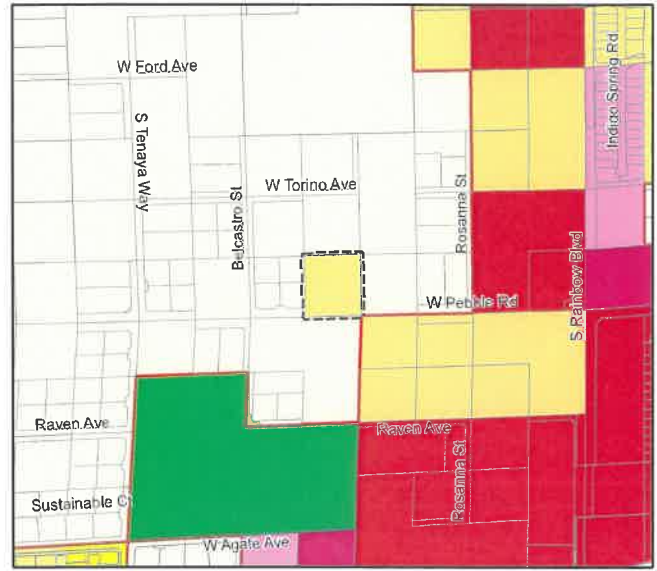 W Ford Ave
S Tenaya Way
Indigo Spring Rd
W Torino Ave
Belcastro St
Rosanna St
S Rainbow Blvd
W Pebble Rd
Raven Ave
Raven Ave
Rosanna St
Sustainable
W Agate Ave